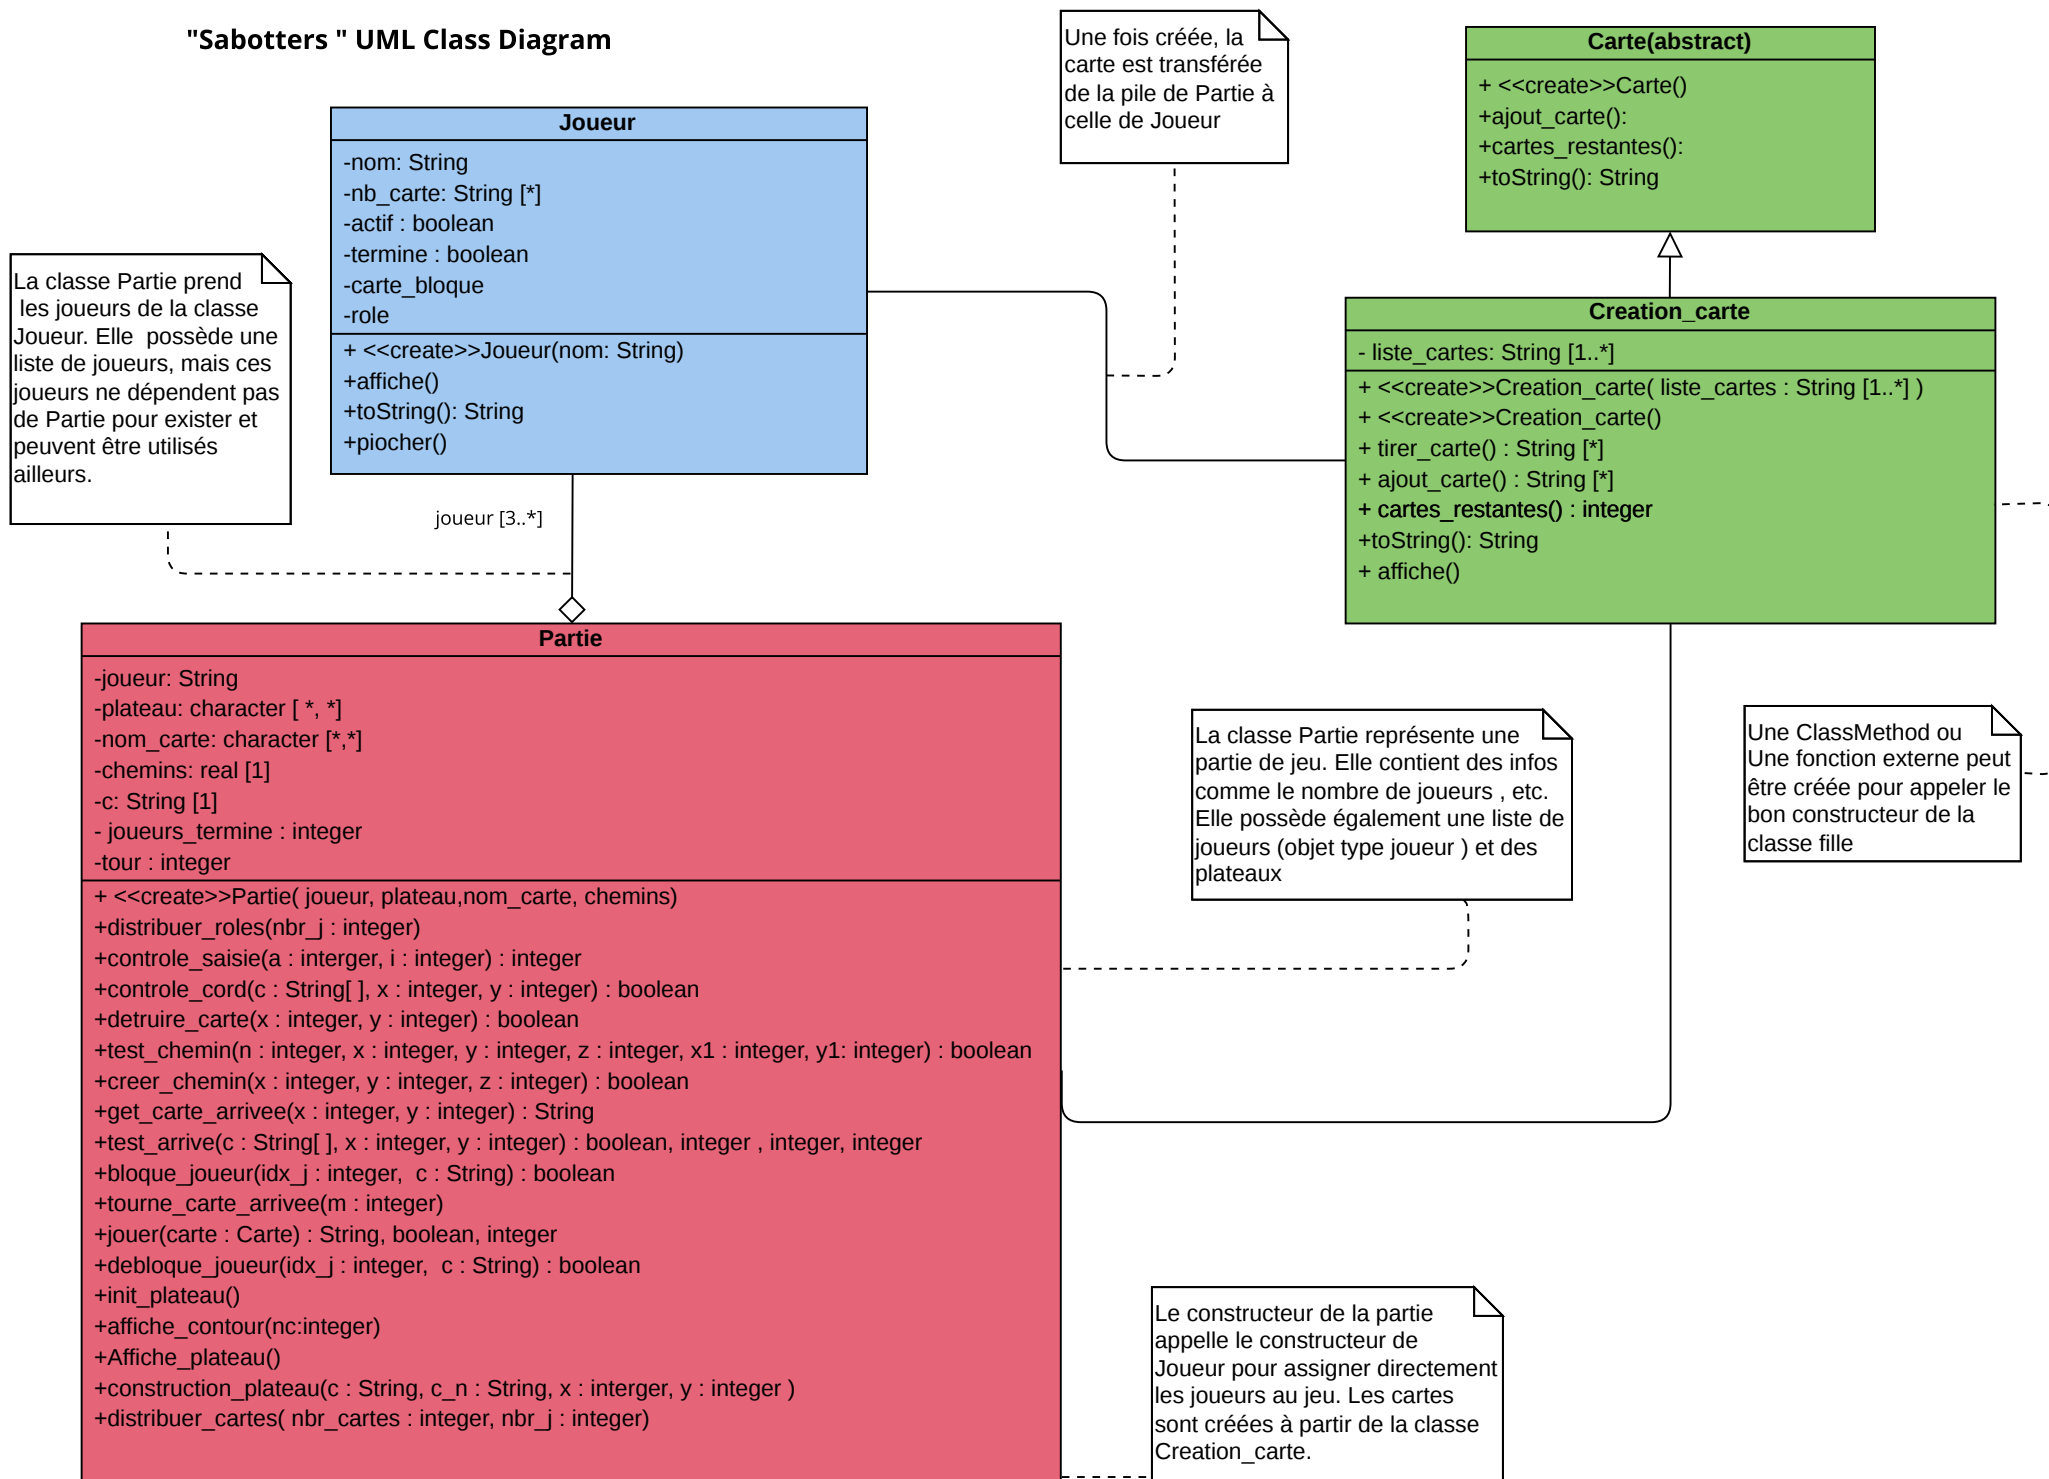 "Sabotters " UML Class Diagram
Une fois créée, la
carte est transférée
de la pile de Partie à
celle de Joueur
Carte(abstract)
+ <<create>>Carte()
+ajout_carte():
+cartes_restantes():
+toString(): String
Joueur
-nom: String
-nb_carte: String [*]
-actif : boolean
-termine : boolean
-carte_bloque
-role
+ <<create>>Joueur(nom: String)
+affiche()
+toString(): String
+piocher()
La classe Partie prend
les joueurs de la classe
Joueur. Elle  possède une
liste de joueurs, mais ces
joueurs ne dépendent pas
de Partie pour exister et
peuvent être utilisés
ailleurs.
Creation_carte
- liste_cartes: String [1..*]
+ <<create>>Creation_carte( liste_cartes : String [1..*] )
+ <<create>>Creation_carte()
+ tirer_carte() : String [*]
+ ajout_carte() : String [*]
+ cartes_restantes() : integer
+toString(): String
+ affiche()
joueur [3..*]
Partie
-joueur: String
-plateau: character [ *, *]
-nom_carte: character [*,*]
-chemins: real [1]
-c: String [1]
- joueurs_termine : integer
-tour : integer
+ <<create>>Partie( joueur, plateau,nom_carte, chemins)
+distribuer_roles(nbr_j : integer)
+controle_saisie(a : interger, i : integer) : integer
+controle_cord(c : String[ ], x : integer, y : integer) : boolean
+detruire_carte(x : integer, y : integer) : boolean
+test_chemin(n : integer, x : integer, y : integer, z : integer, x1 : integer, y1: integer) : boolean
+creer_chemin(x : integer, y : integer, z : integer) : boolean
+get_carte_arrivee(x : integer, y : integer) : String
+test_arrive(c : String[ ], x : integer, y : integer) : boolean, integer , integer, integer
+bloque_joueur(idx_j : integer,  c : String) : boolean
+tourne_carte_arrivee(m : integer)
+jouer(carte : Carte) : String, boolean, integer
+debloque_joueur(idx_j : integer,  c : String) : boolean
+init_plateau()
+affiche_contour(nc:integer)
+Affiche_plateau()
+construction_plateau(c : String, c_n : String, x : interger, y : integer )
+distribuer_cartes( nbr_cartes : integer, nbr_j : integer)
La classe Partie représente une
partie de jeu. Elle contient des infos
comme le nombre de joueurs , etc.
Elle possède également une liste de
joueurs (objet type joueur ) et des
plateaux
Une ClassMethod ou
Une fonction externe peut
être créée pour appeler le
bon constructeur de la
classe fille
Le constructeur de la partie
appelle le constructeur de
Joueur pour assigner directement
les joueurs au jeu. Les cartes
sont créées à partir de la classe
Creation_carte.